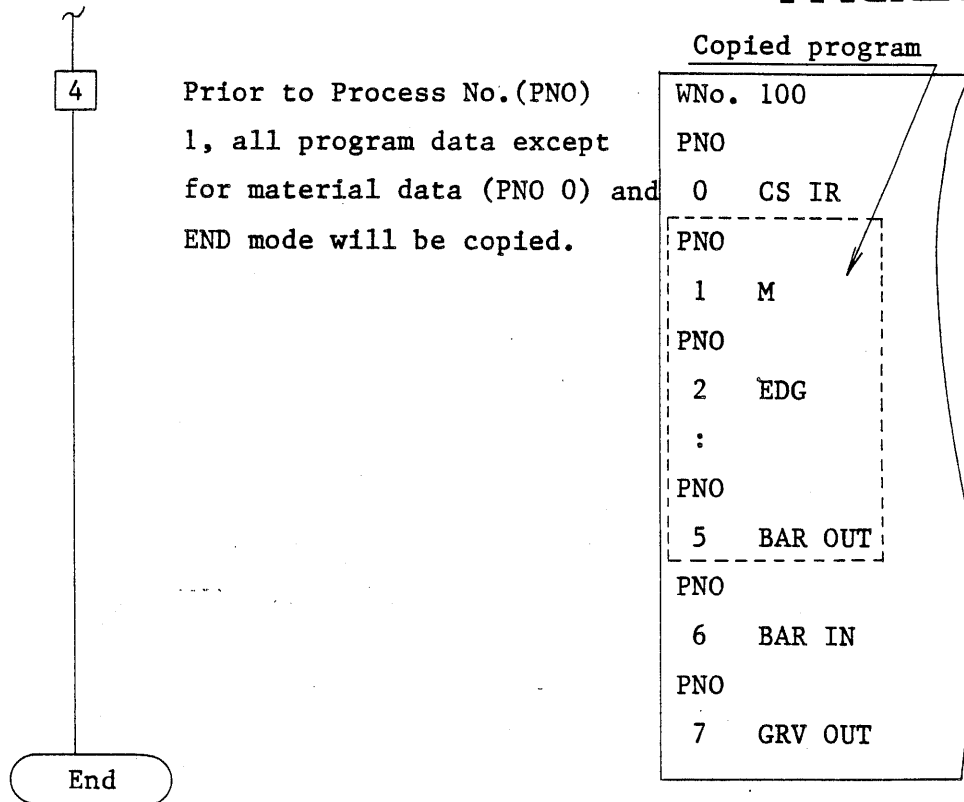 Copied program
4
Prior to Process No.(PNO)
1, all program data except
for material data (PNO 0) and
END mode will be copied.
WNo. 100
PNO
0 CS IR
PNO
1 M
PNO
2 EDG
:
PNO
5 BAR OUT
PNO
6 BAR IN
PNO
7 GRV OUT
End